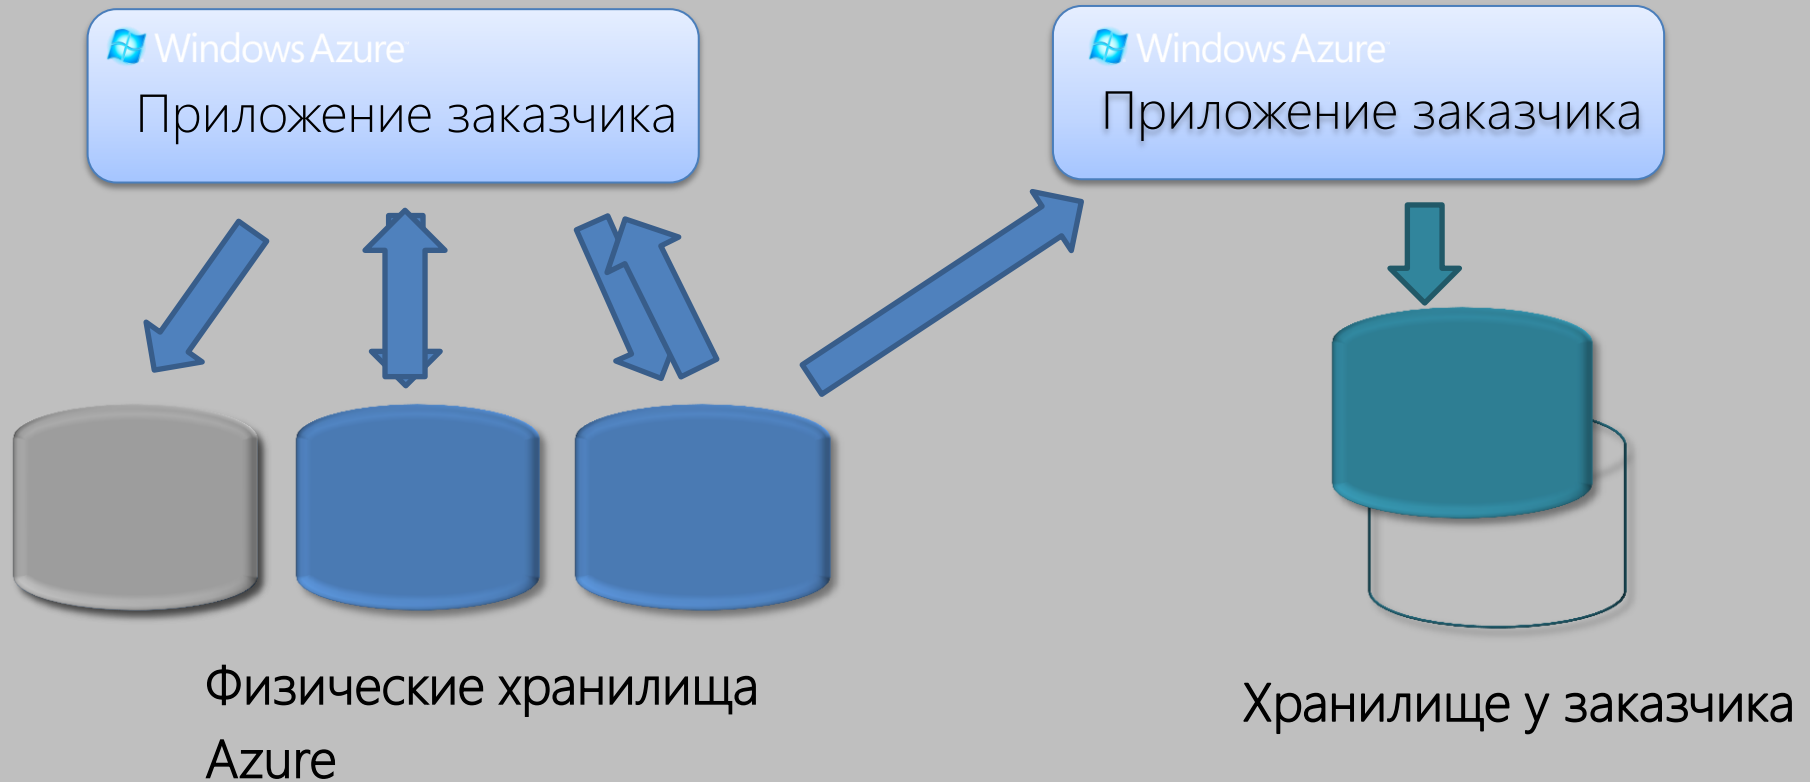 Windows Azure
Приложение заказчика
Windows Azure
Приложение заказчика
Физические хранилища
Azure
Хранилище у заказчика